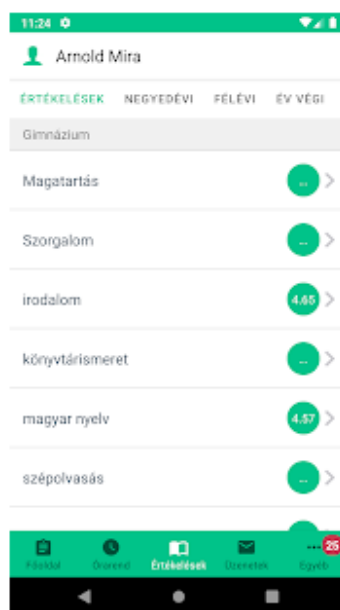 11:24
Arnold Mira
ÉRTÉKELÉSEK NEGYEDÉVI FÉLÉVI ÉV VÉGI
Gimnázium
Magatartás ...
Szorgalom ...
irodalom 4.65
könyvtárismeret ...
magyar nyelv 4.57
szépolvasás ...
25
Főoldal Órarend Értékelések Üzenetek Egyéb